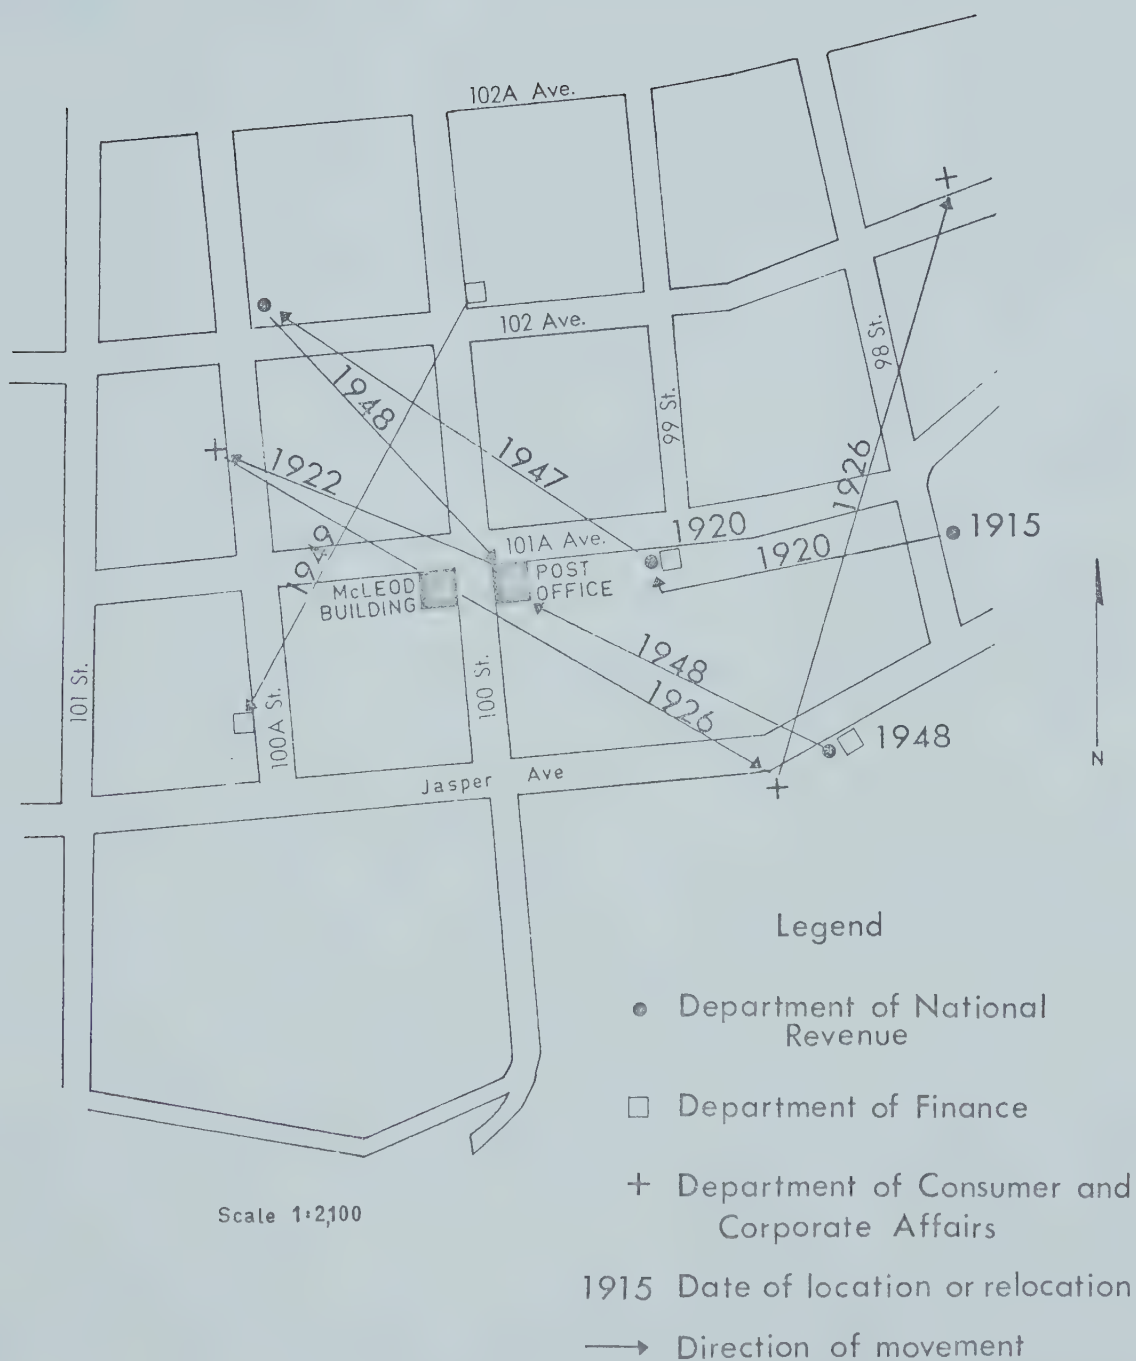 102A Ave.
102 Ave.
98 St.
99 St.
1948
1947
1922
1926
1920
1915
101A Ave.
1920
1949
McLEOD
BUILDING
POST
OFFICE
1948
1926
1948
101 St.
100A St.
100 St.
Jasper Ave
N
Legend
Department of National
Revenue
Department of Finance
Department of Consumer and
Corporate Affairs
1915 Date of location or relocation
Direction of movement
Scale 1:2,100